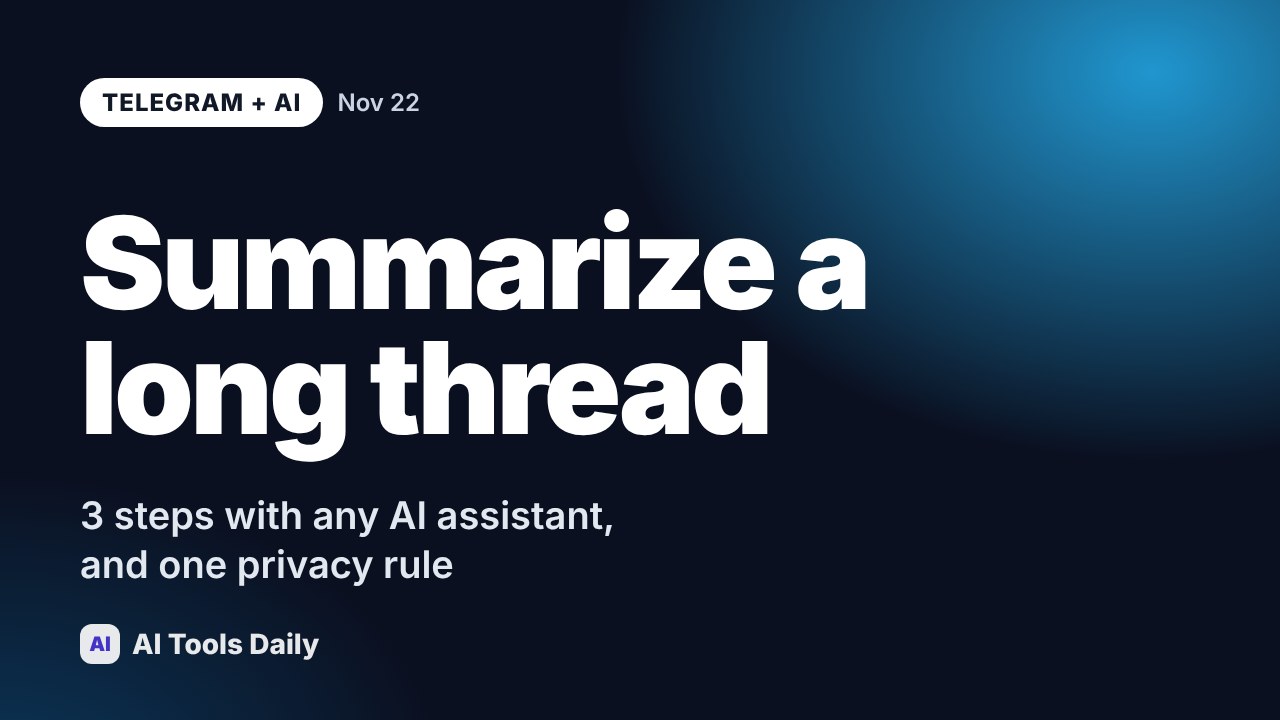 TELEGRAM + AI Nov 22
Summarize a
long thread
3 steps with any AI assistant,
and one privacy rule
AI AI Tools Daily